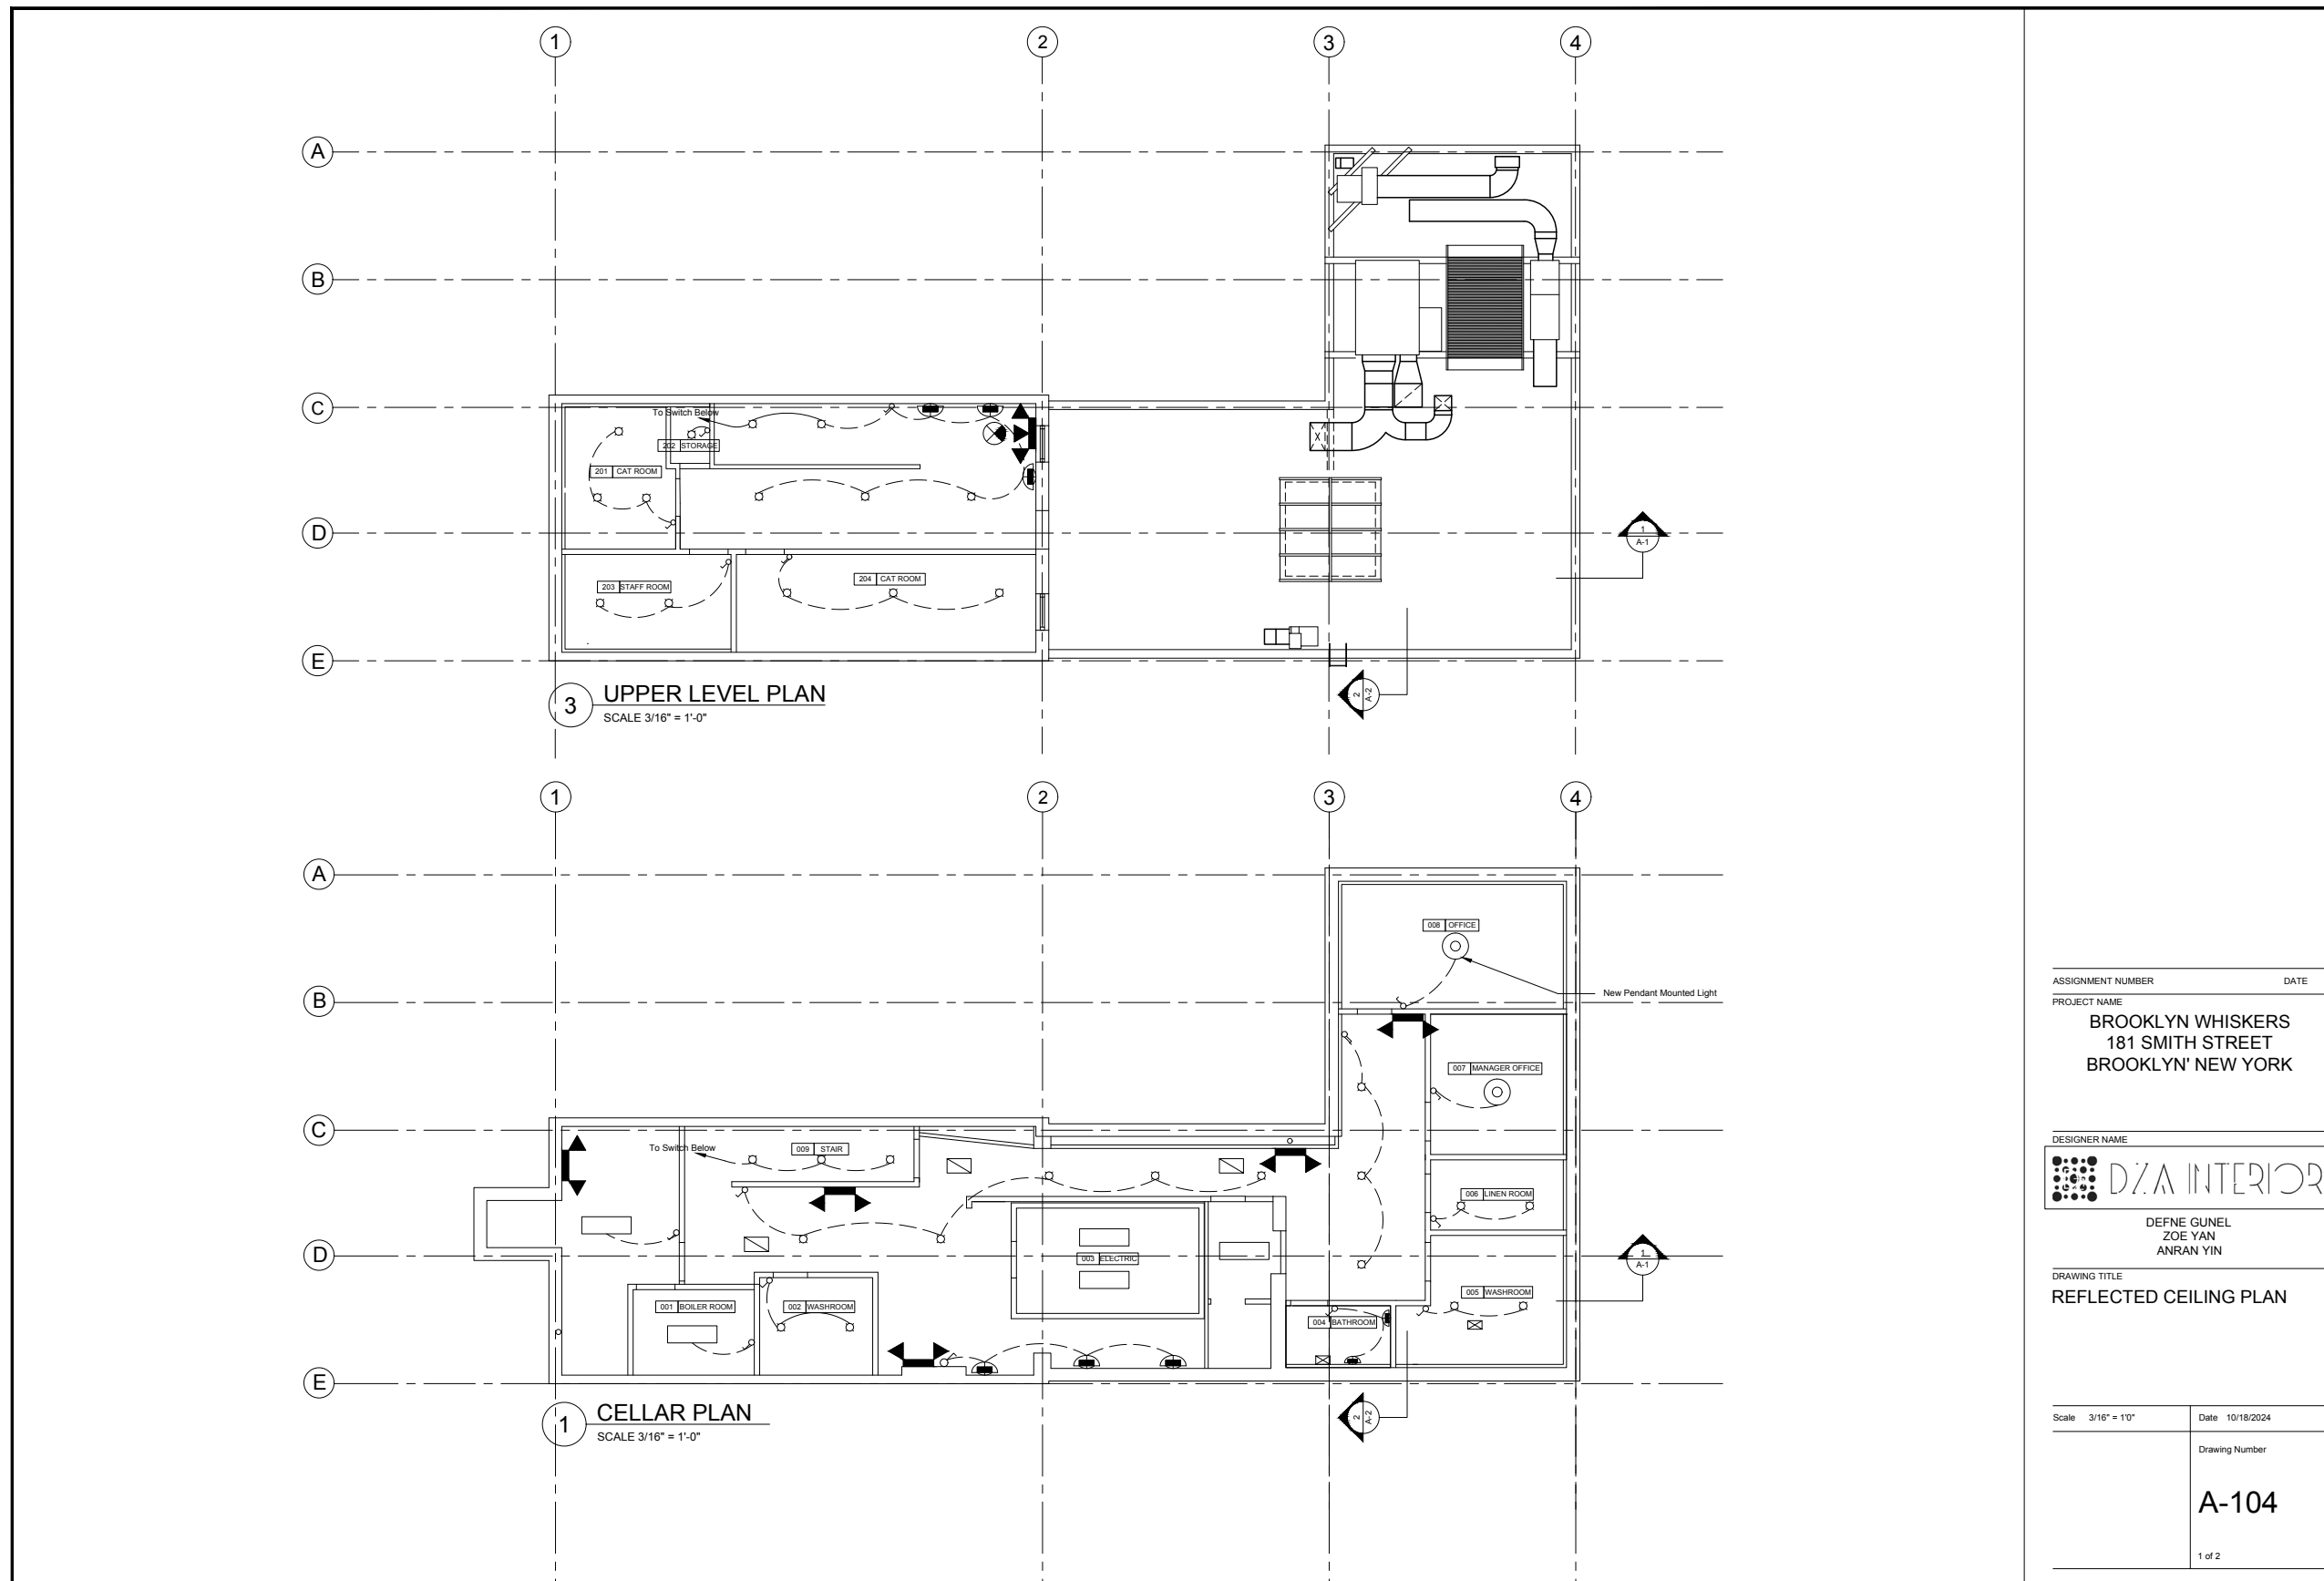 1
2
3
4
A
B
C
To Switch Below
202 STORAGE
201 CAT ROOM
D
1
A-1
203 STAFF ROOM
204 CAT ROOM
E
3
UPPER LEVEL PLAN
SCALE 3/16" = 1'-0"
2
A-2
1
2
3
4
A
008 OFFICE
B
New Pendant Mounted Light
007 MANAGER OFFICE
C
To Switch Below
009 STAIR
006 LINEN ROOM
D
003 ELECTRIC
1
A-1
005 WASHROOM
001 BOILER ROOM
002 WASHROOM
004 BATHROOM
E
1
CELLAR PLAN
SCALE 3/16" = 1'-0"
2
A-2
ASSIGNMENT NUMBER DATE
PROJECT NAME
BROOKLYN WHISKERS
181 SMITH STREET
BROOKLYN' NEW YORK
DESIGNER NAME
DZA INTERIOR
DEFNE GUNEL
ZOE YAN
ANRAN YIN
DRAWING TITLE
REFLECTED CEILING PLAN
Scale 3/16" = 1'0"
Date 10/18/2024
Drawing Number
A-104
1 of 2